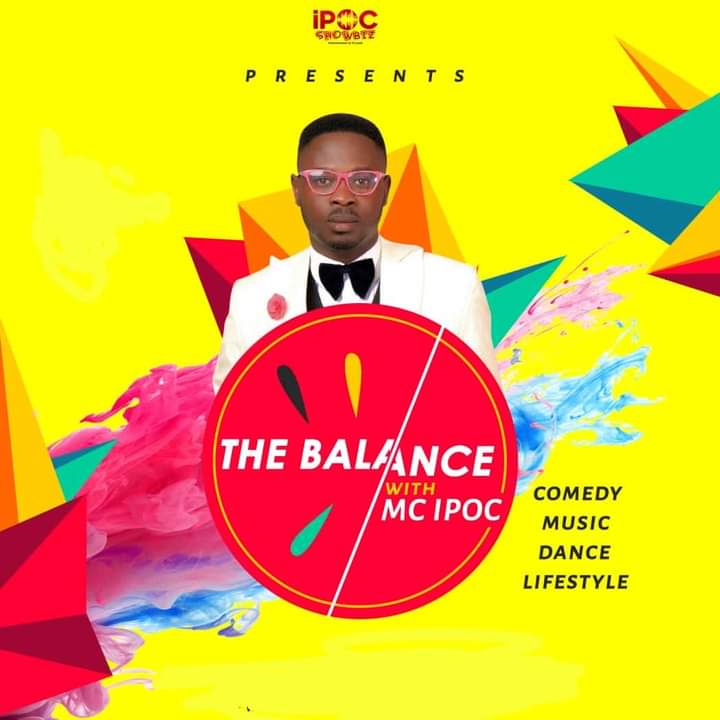 iPOC
SHOWBIZ
PRESENTS
THE BALANCE
WITH
MC IPOC
COMEDY
MUSIC
DANCE
LIFESTYLE